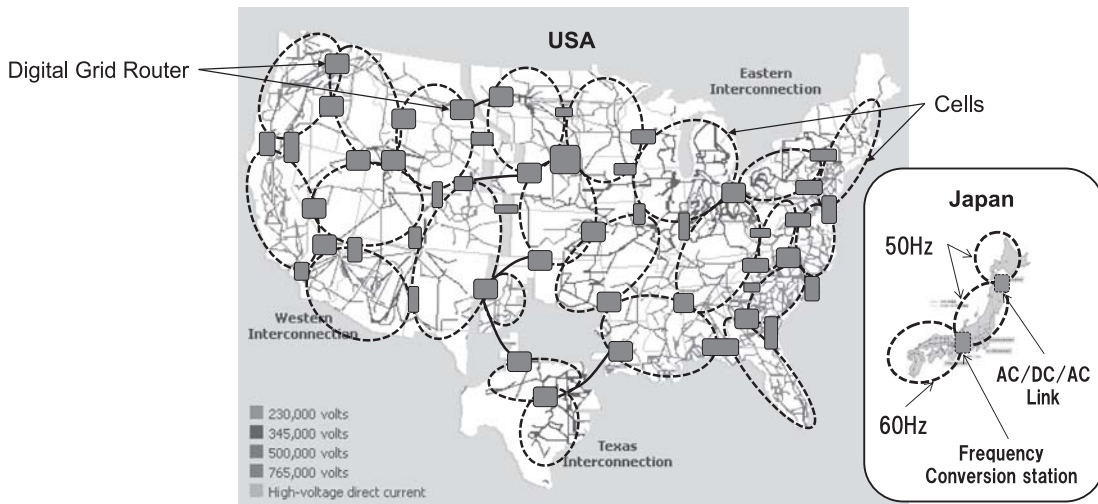 USA
Digital Grid Router
Eastern
Interconnection
Cells
Western
Interconnection
Texas
Interconnection
230,000 volts
345,000 volts
500,000 volts
765,000 volts
High-voltage direct current
Japan
50Hz
60Hz
AC/DC/AC
Link
Frequency
Conversion station